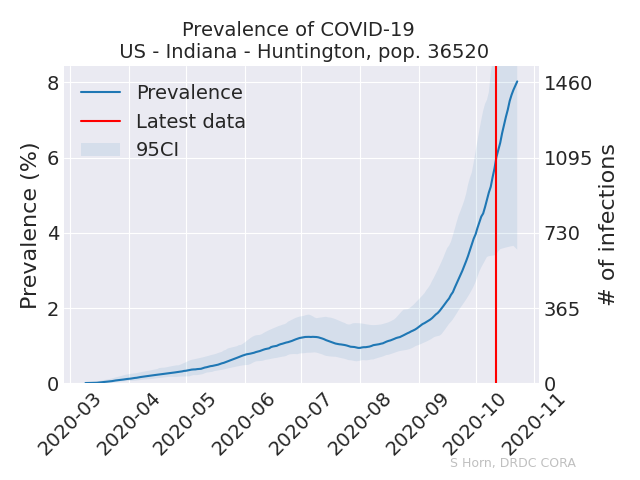 Prevalence of COVID-19
US - Indiana - Huntington, pop. 36520
Prevalence
Latest data
95CI
Prevalence (%)
8
6
4
2
0
1460
1095
730
365
0
# of infections
2020-03
2020-04
2020-05
2020-06
2020-07
2020-08
2020-09
2020-10
2020-11
S Horn, DRDC CORA